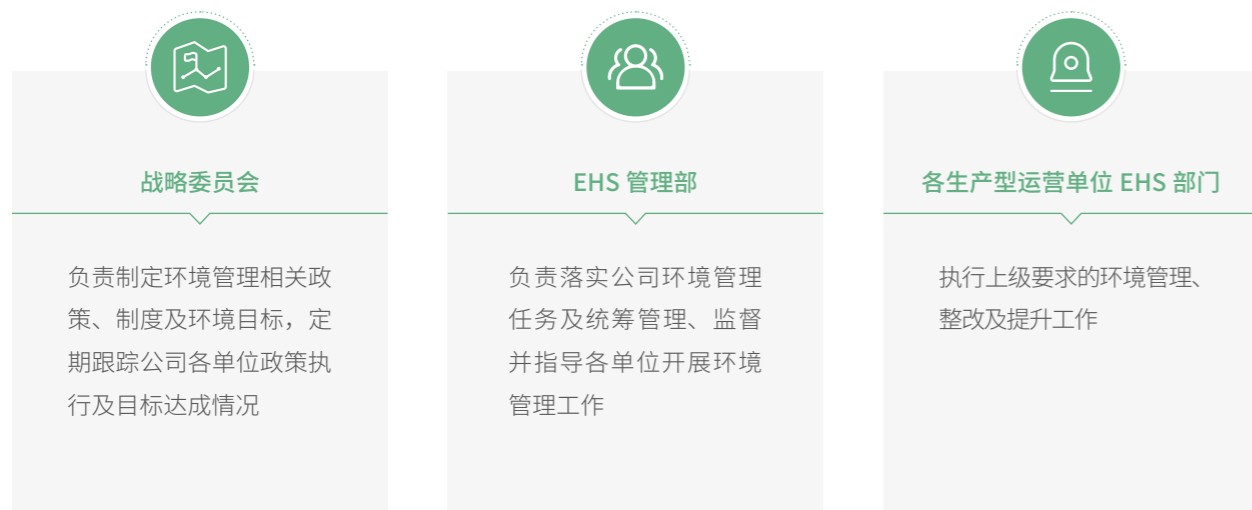 战略委员会
负责制定环境管理相关政
策、制度及环境目标，定
期跟踪公司各单位政策执
行及目标达成情况
EHS 管理部
负责落实公司环境管理
任务及统筹管理、监督
并指导各单位开展环境
管理工作
各生产型运营单位 EHS 部门
执行上级要求的环境管理、
整改及提升工作